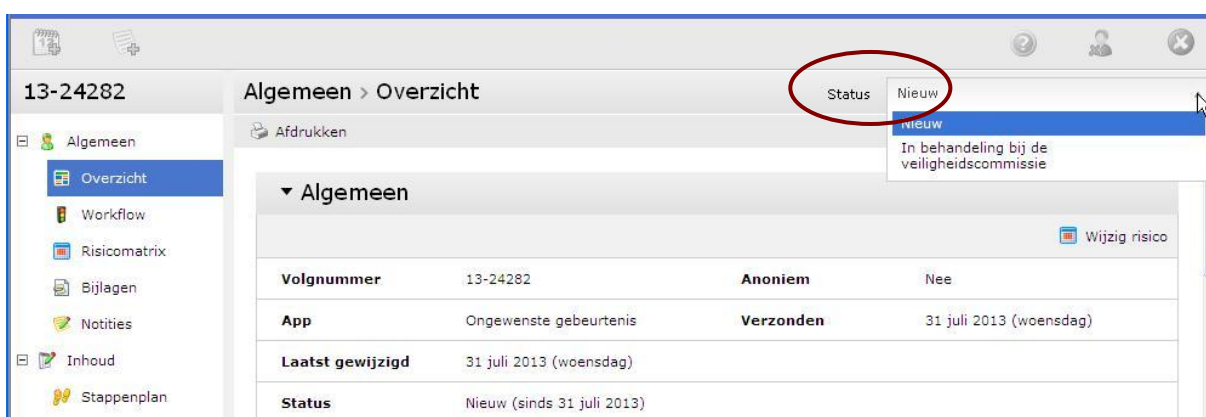 13-24282
Algemeen › Overzicht
Status
Nieuw
Nieuw
In behandeling bij de
veiligheidscommissie
Afdrukken
Algemeen
Overzicht
Workflow
Risicomatrix
Bijlagen
Notities
Inhoud
Stappenplan
Algemeen
Wijzig risico
Volgnummer 13-24282 Anoniem Nee
App Ongewenste gebeurtenis Verzonden 31 juli 2013 (woensdag)
Laatst gewijzigd 31 juli 2013 (woensdag)
Status Nieuw (sinds 31 juli 2013)